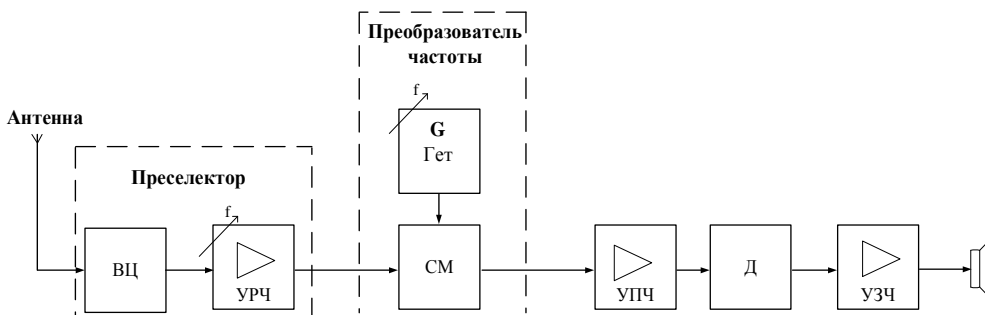 Преобразователь
частоты
f
G
Гет
Антенна
Преселектор
f
ВЦ
УРЧ
СМ
УПЧ
Д
УЗЧ